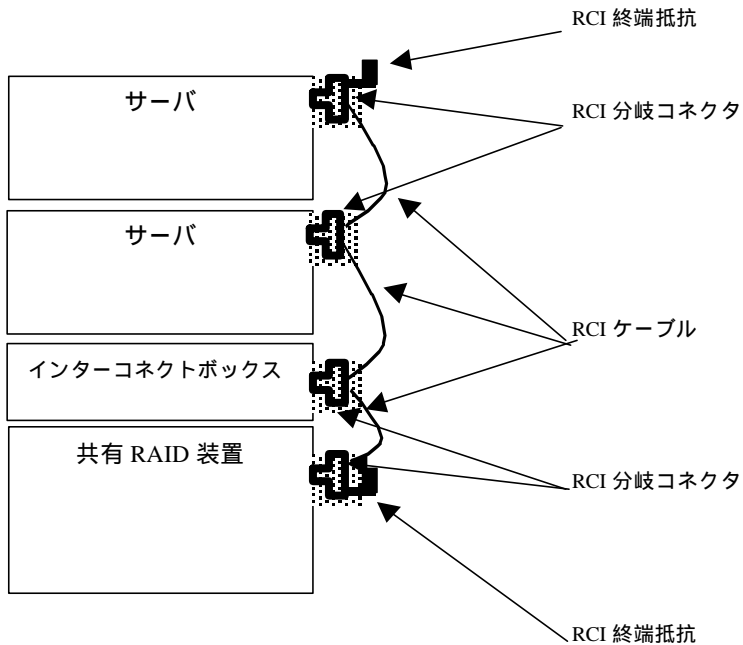 RCI 終端抵抗
サーバ
RCI 分岐コネクタ
サーバ
RCI ケーブル
インターコネクトボックス
共有 RAID 装置
RCI 分岐コネクタ
RCI 終端抵抗